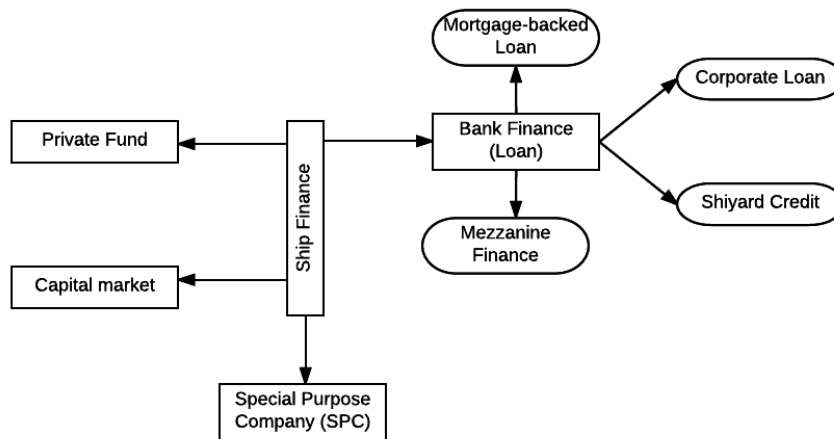 Mortgage-backed
Loan
Corporate Loan
Private Fund
Bank Finance
(Loan)
Ship Finance
Shiyard Credit
Mezzanine
Finance
Capital market
Special Purpose
Company (SPC)